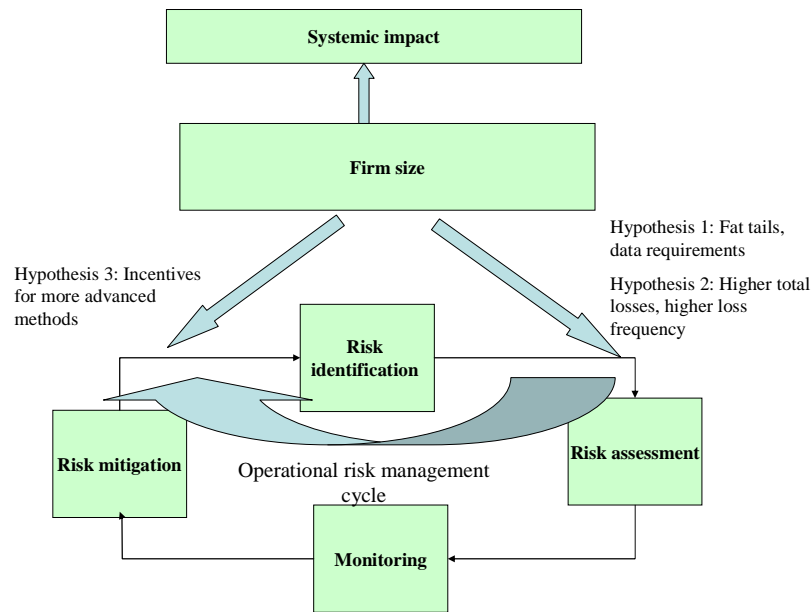 Systemic impact
Firm size
Hypothesis 1: Fat tails,
data requirements
Hypothesis 3: Incentives
for more advanced
methods
Hypothesis 2: Higher total
losses, higher loss
frequency
Risk
identification
Risk mitigation
Risk assessment
Operational risk management
cycle
Monitoring